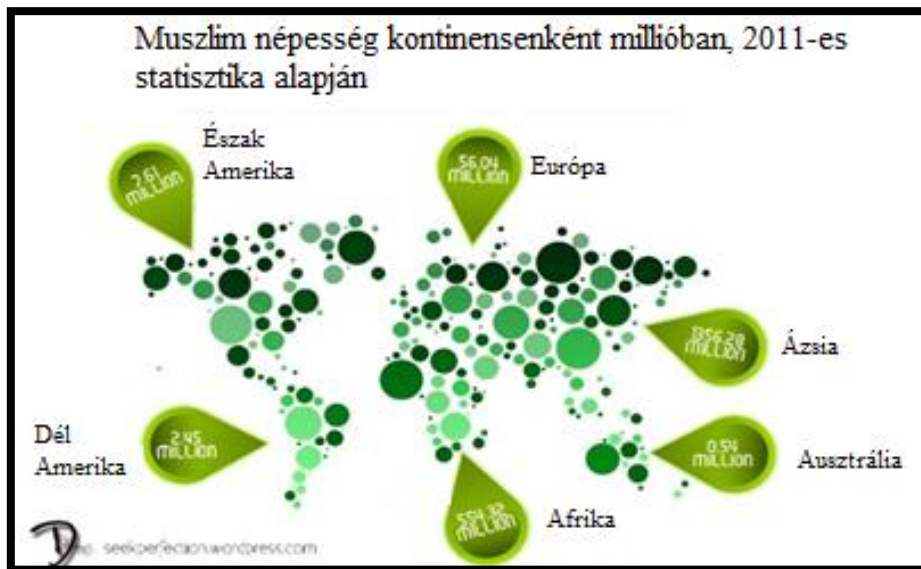 Muszlim népesség kontinensenként millióban, 2011-es
statisztika alapján
Észak
Amerika
7.61
MILLION
56.04
MILLION
Európa
1356.28
MILLION
Ázsia
Dél
Amerika
2.45
MILLION
0.54
MILLION
Ausztrália
554.32
MILLION
Afrika
seekperfection.wordpress.com